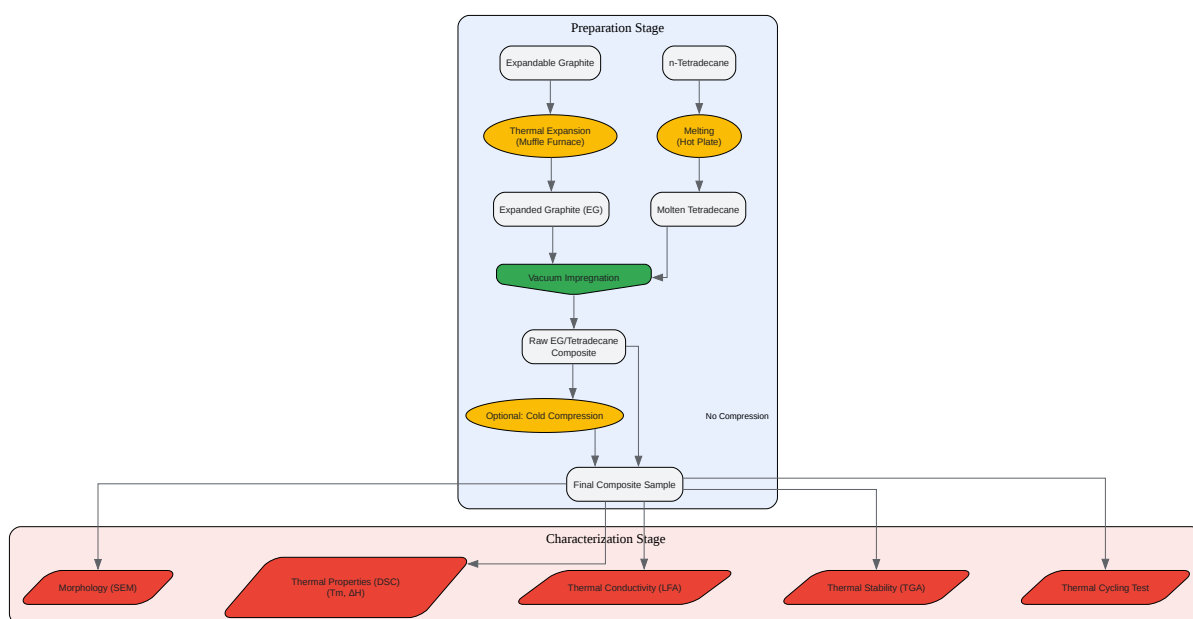 Preparation Stage
Expandable Graphite
n-Tetradecane
Thermal Expansion
(Muffle Furnace)
Melting
(Hot Plate)
Expanded Graphite (EG)
Molten Tetradecane
Vacuum Impregnation
Raw EG/Tetradecane
Composite
Optional: Cold Compression
No Compression
Final Composite Sample
Characterization Stage
Morphology (SEM)
Thermal Properties (DSC)
(Tm, ΔH)
Thermal Conductivity (LFA)
Thermal Stability (TGA)
Thermal Cycling Test